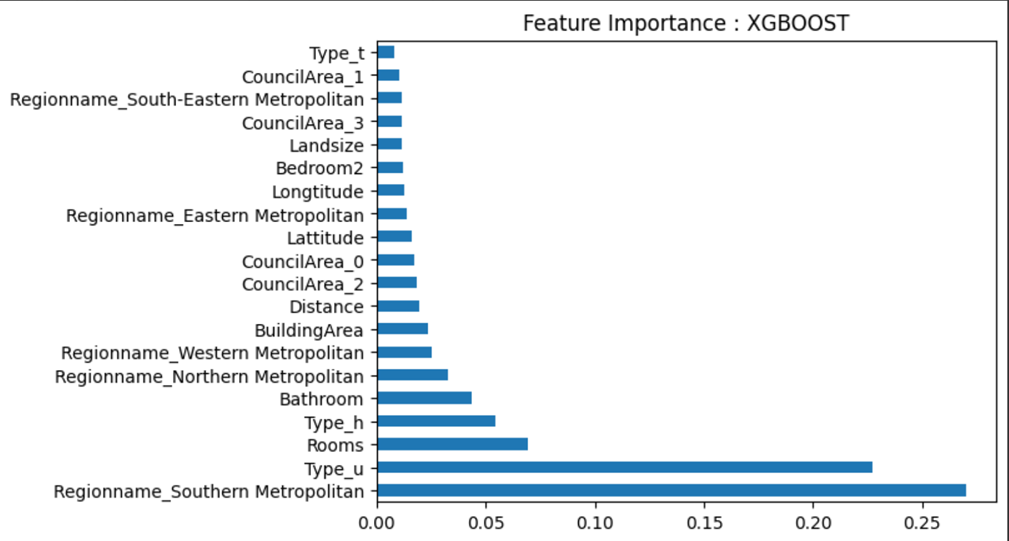 Feature Importance : XGBOOST
Type_t
CouncilArea_1
Regionname_South-Eastern Metropolitan
CouncilArea_3
Landsize
Bedroom2
Longtitude
Regionname_Eastern Metropolitan
Lattitude
CouncilArea_0
CouncilArea_2
Distance
BuildingArea
Regionname_Western Metropolitan
Regionname_Northern Metropolitan
Bathroom
Type_h
Rooms
Type_u
Regionname_Southern Metropolitan
0.00 0.05 0.10 0.15 0.20 0.25